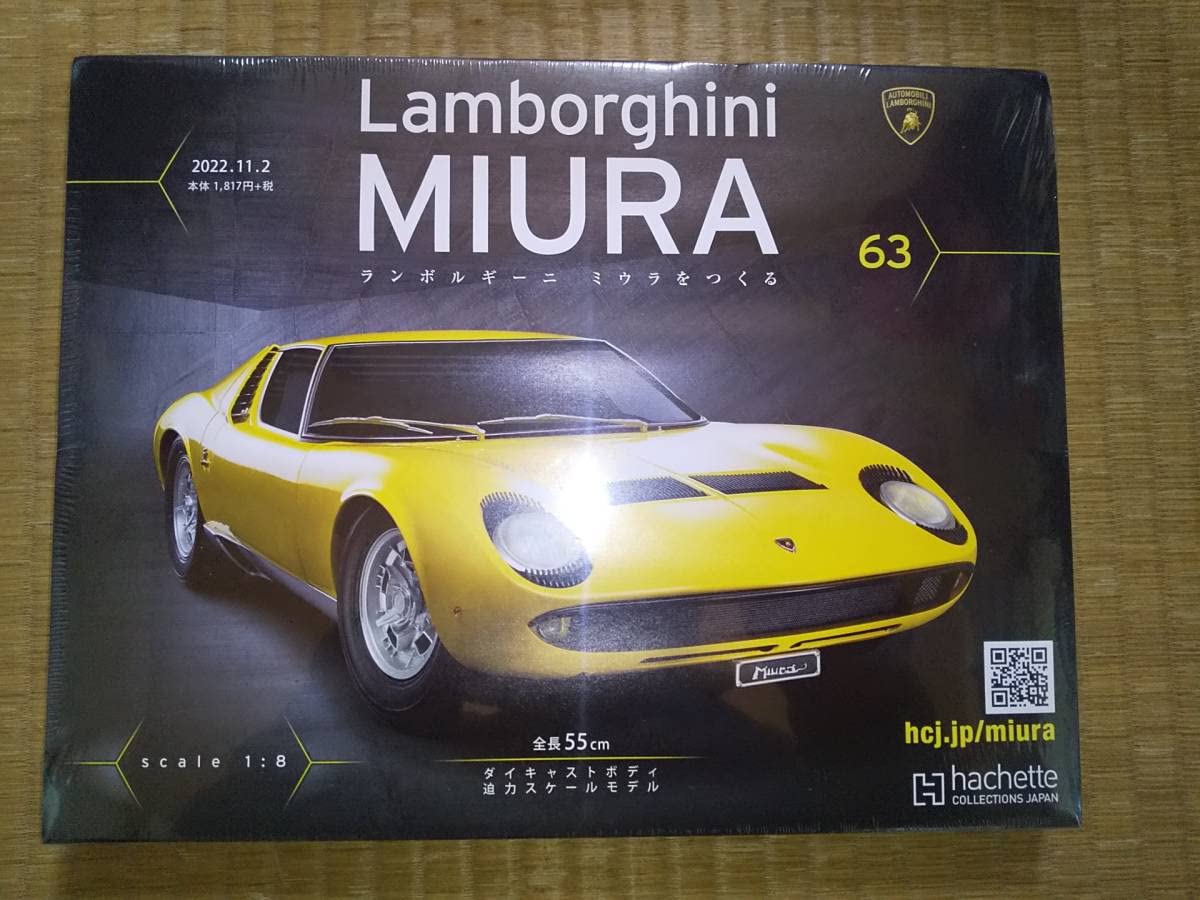 Lamborghini
MIURA
ランボルギーニ ミウラをつくる
2022.11.2
本体 1,817円+税
AUTOMOBILI
LAMBORGHINI
63
Miura
scale 1:8
全長55cm
ダイキャストボディ
迫力スケールモデル
hcj.jp/miura
hachette
COLLECTIONS JAPAN